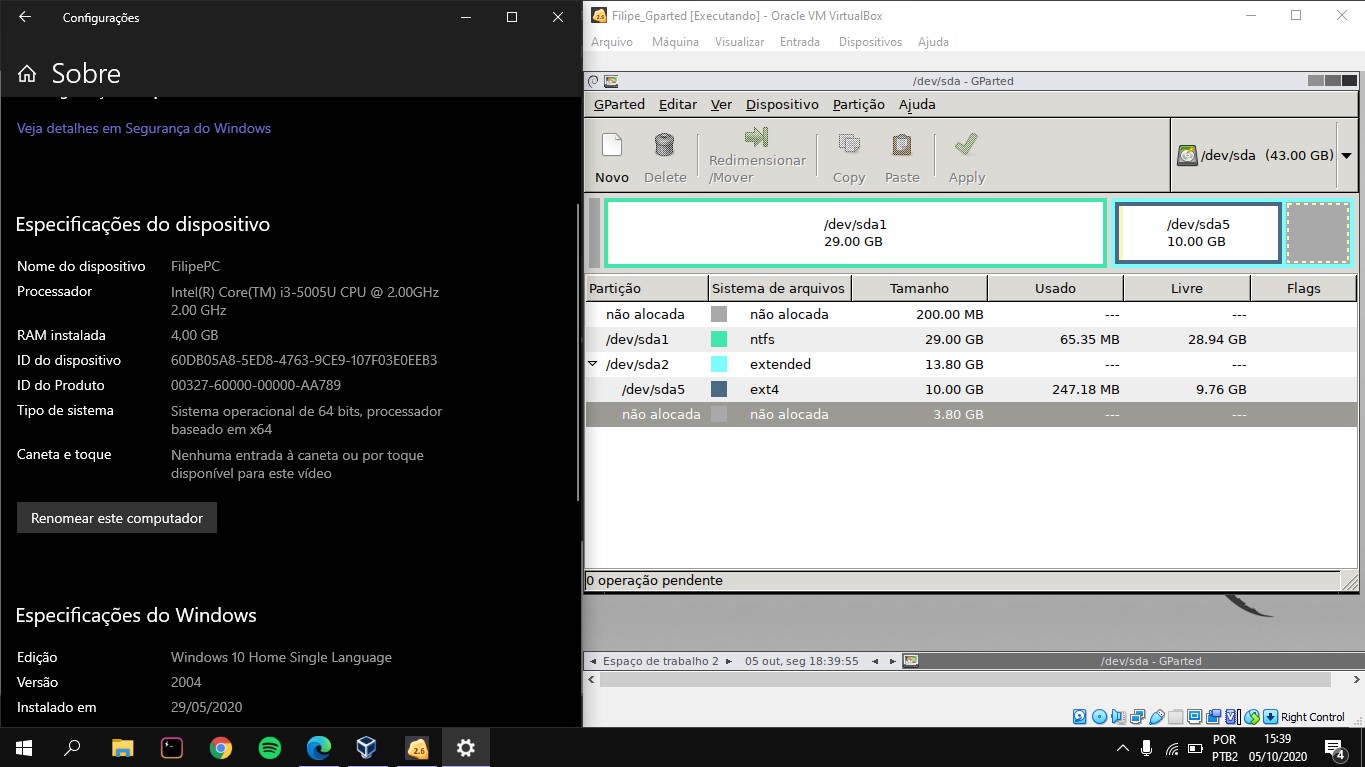 Configurações
Sobre
Veja detalhes em Segurança do Windows
Especificações do dispositivo
Nome do dispositivo FilipePC
Processador Intel(R) Core(TM) i3-5005U CPU @ 2.00GHz
2.00 GHz
RAM instalada 4,00 GB
ID do dispositivo 60DB05A8-5ED8-4763-9CE9-107F03E0EEB3
ID do Produto 00327-60000-00000-AA789
Tipo de sistema Sistema operacional de 64 bits, processador
baseado em x64
Caneta e toque Nenhuma entrada à caneta ou por toque
disponível para este vídeo
Renomear este computador
Especificações do Windows
Edição Windows 10 Home Single Language
Versão 2004
Instalado em 29/05/2020
Filipe_Gparted [Executando] - Oracle VM VirtualBox
Arquivo Máquina Visualizar Entrada Dispositivos Ajuda
/dev/sda - GParted
GParted Editar Ver Dispositivo Partição Ajuda
Novo Delete Redimensionar
/Mover Copy Paste Apply
/dev/sda (43.00 GB)
/dev/sda1
29.00 GB
/dev/sda5
10.00 GB
Partição Sistema de arquivos Tamanho Usado Livre Flags
não alocada não alocada 200.00 MB --- ---
/dev/sda1 ntfs 29.00 GB 65.35 MB 28.94 GB
/dev/sda2 extended 13.80 GB --- ---
/dev/sda5 ext4 10.00 GB 247.18 MB 9.76 GB
não alocada não alocada 3.80 GB --- ---
0 operação pendente
Espaço de trabalho 2 05 out, seg 18:39:55 /dev/sda - GParted
Right Control
2.6
POR
PTB2
15:39
05/10/2020
4